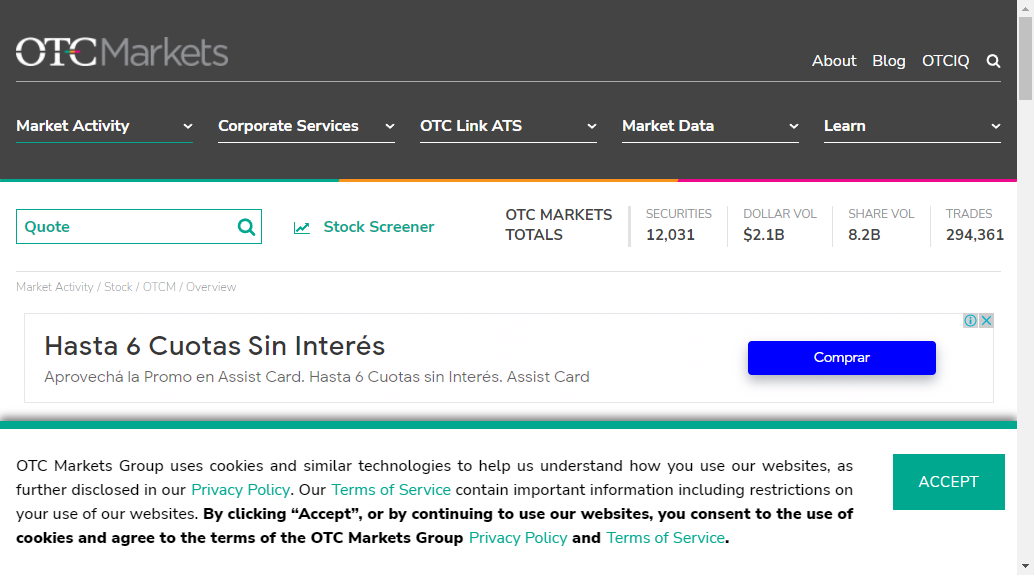 OTC Markets
About Blog OTCIQ
Market Activity Corporate Services OTC Link ATS Market Data Learn
Quote
Stock Screener
OTC MARKETS
TOTALS
SECURITIES
12,031
DOLLAR VOL
$2.1B
SHARE VOL
8.2B
TRADES
294,361
Market Activity / Stock / OTCM / Overview
Hasta 6 Cuotas Sin Interés
Aprovechá la Promo en Assist Card. Hasta 6 Cuotas sin Interés. Assist Card
Comprar
OTC Markets Group uses cookies and similar technologies to help us understand how you use our websites, as
further disclosed in our Privacy Policy. Our Terms of Service contain important information including restrictions on
your use of our websites. By clicking “Accept”, or by continuing to use our websites, you consent to the use of
cookies and agree to the terms of the OTC Markets Group Privacy Policy and Terms of Service.
ACCEPT